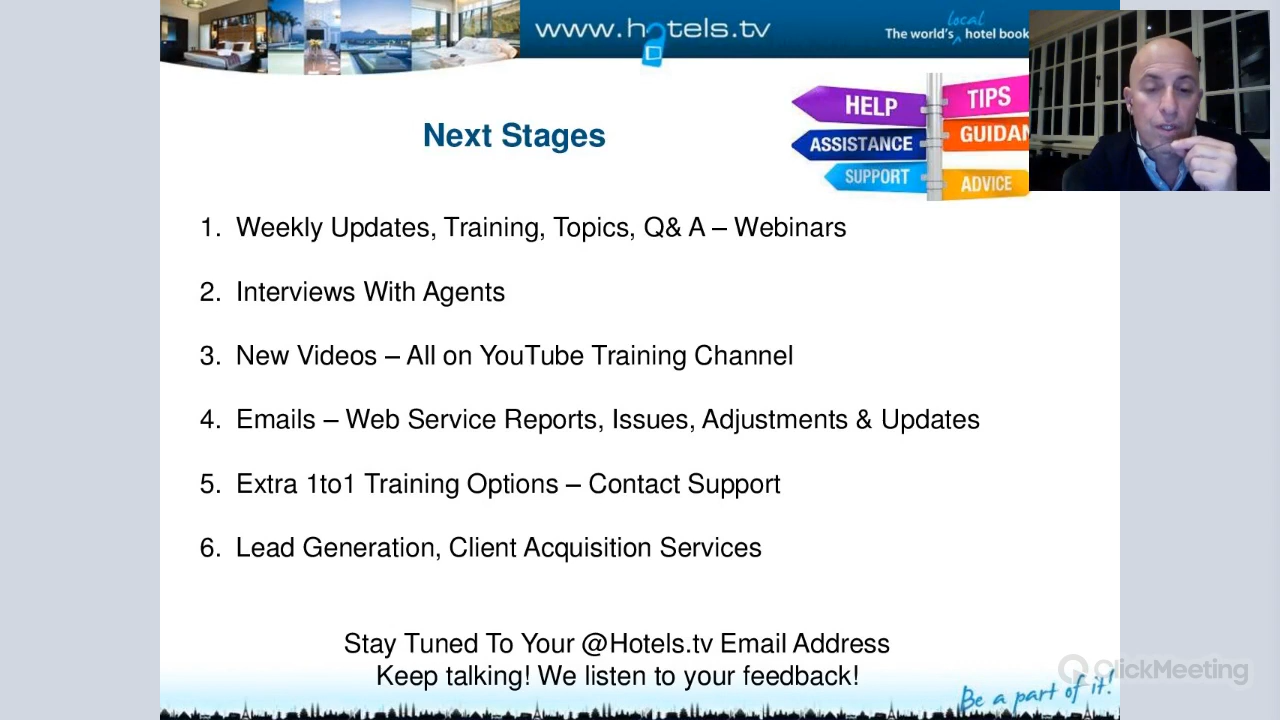 www.hotels.tv
local
The world's hotel book
HELP
TIPS
ASSISTANCE
GUIDAN
SUPPORT
ADVICE
Next Stages
1. Weekly Updates, Training, Topics, Q& A – Webinars
2. Interviews With Agents
3. New Videos – All on YouTube Training Channel
4. Emails – Web Service Reports, Issues, Adjustments & Updates
5. Extra 1to1 Training Options – Contact Support
6. Lead Generation, Client Acquisition Services
Stay Tuned To Your @Hotels.tv Email Address
Keep talking! We listen to your feedback!
ClickMeeting
Be a part of it!